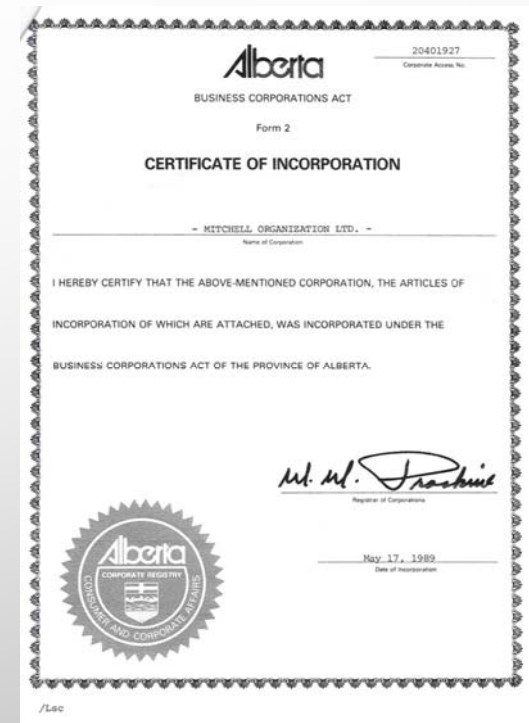 Alberta
20401927
Corporate Access No.
BUSINESS CORPORATIONS ACT
Form 2
CERTIFICATE OF INCORPORATION
- MITCHELL ORGANIZATION LTD. -
Name of Corporation
I HEREBY CERTIFY THAT THE ABOVE-MENTIONED CORPORATION, THE ARTICLES OF
INCORPORATION OF WHICH ARE ATTACHED, WAS INCORPORATED UNDER THE
BUSINESS CORPORATIONS ACT OF THE PROVINCE OF ALBERTA.
Registrar of Corporations
May 17, 1989
Date of Incorporation
Alberta
CORPORATE REGISTRY
CONSUMER AND CORPORATE AFFAIRS
/Lsc